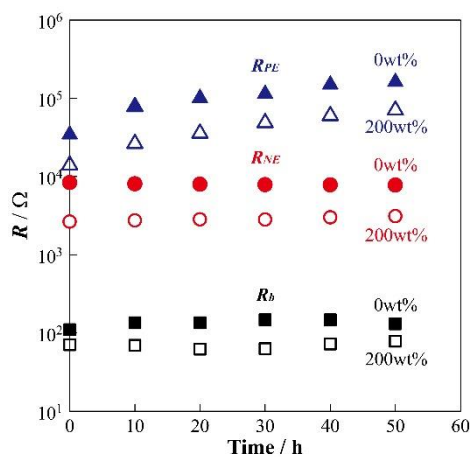 10⁶
0wt%
R_PE
10⁵
200wt%
R_NE
0wt%
10⁴
R / Ω
200wt%
10³
R_b
0wt%
10²
200wt%
10¹
0 10 20 30 40 50 60
Time / h